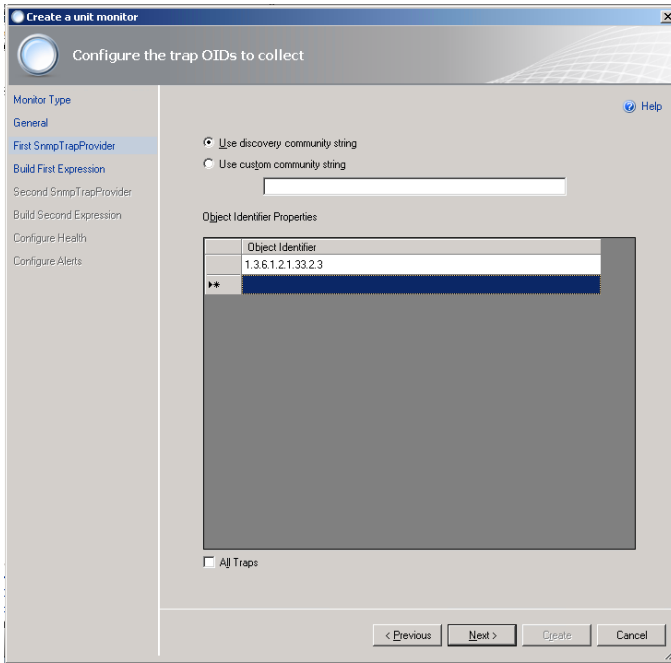 Create a unit monitor
Configure the trap OIDs to collect
Monitor Type
General
First SnmpTrapProvider
Build First Expression
Second SnmpTrapProvider
Build Second Expression
Configure Health
Configure Alerts
Help
Use discovery community string
Use custom community string
Object Identifier Properties
Object Identifier
1.3.6.1.2.1.33.2.3
All Traps
< Previous
Next >
Create
Cancel